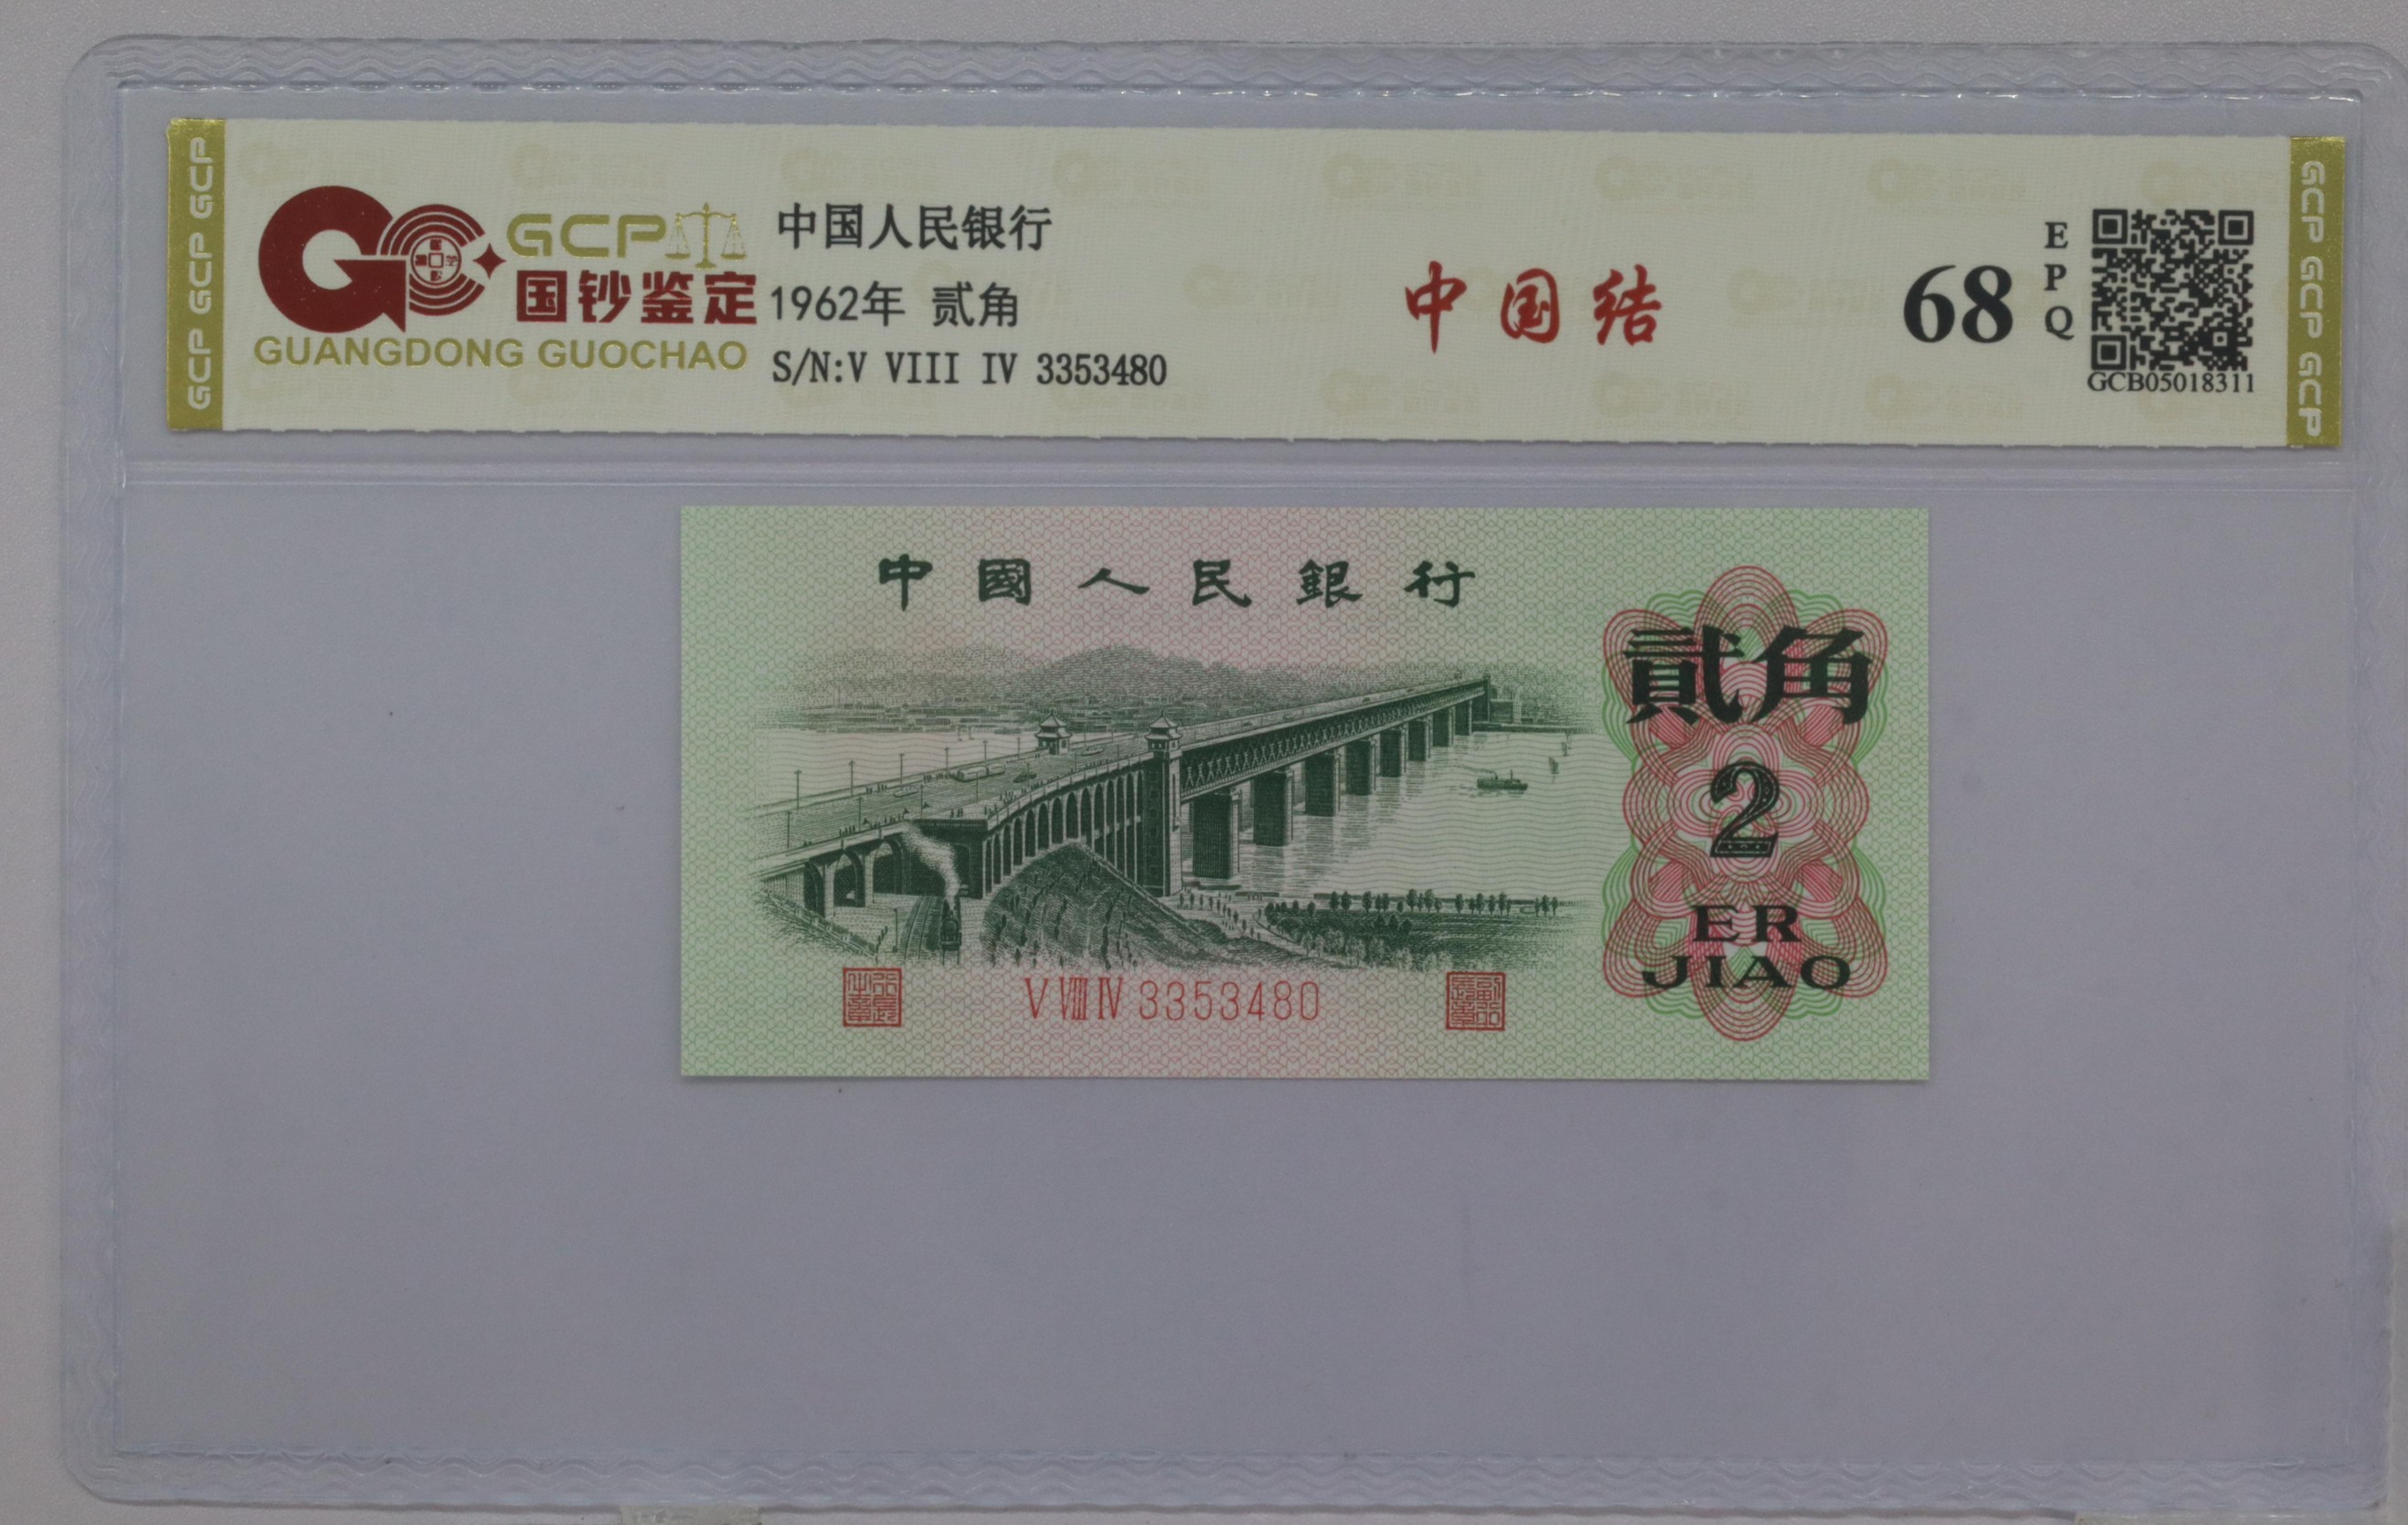 GCP GCP GCP
GCP
国钞鉴定
GUANGDONG GUOCHAO
中国人民银行
1962年 贰角
S/N:V VIII IV 3353480
中国结
68
EPQ
GCB05018311
GCP GCP GCP
中國人民銀行
貳角
2
ER
JIAO
V VIII IV 3353480